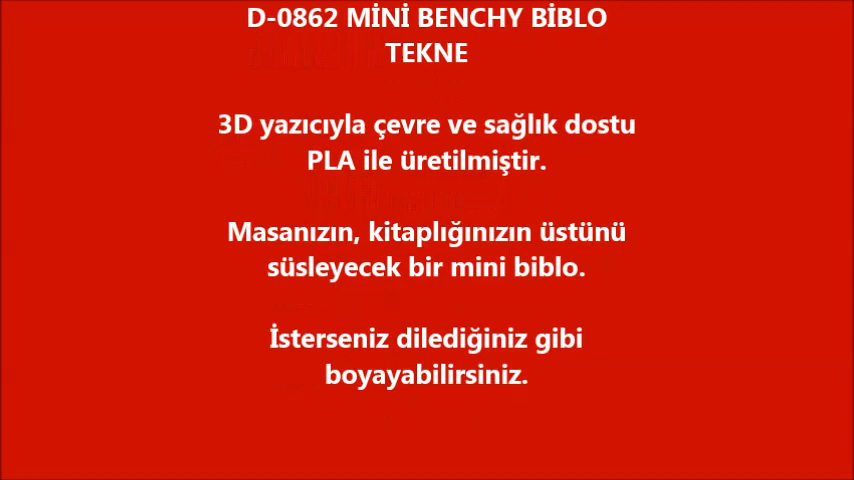 D-0862 MİNİ BENCHY BİBLO
TEKNE
3D yazıcıyla çevre ve sağlık dostu
PLA ile üretilmiştir.
Masanızın, kitaplığınızın üstünü
süsleyecek bir mini biblo.
İsterseniz dilediğiniz gibi
boyayabilirsiniz.